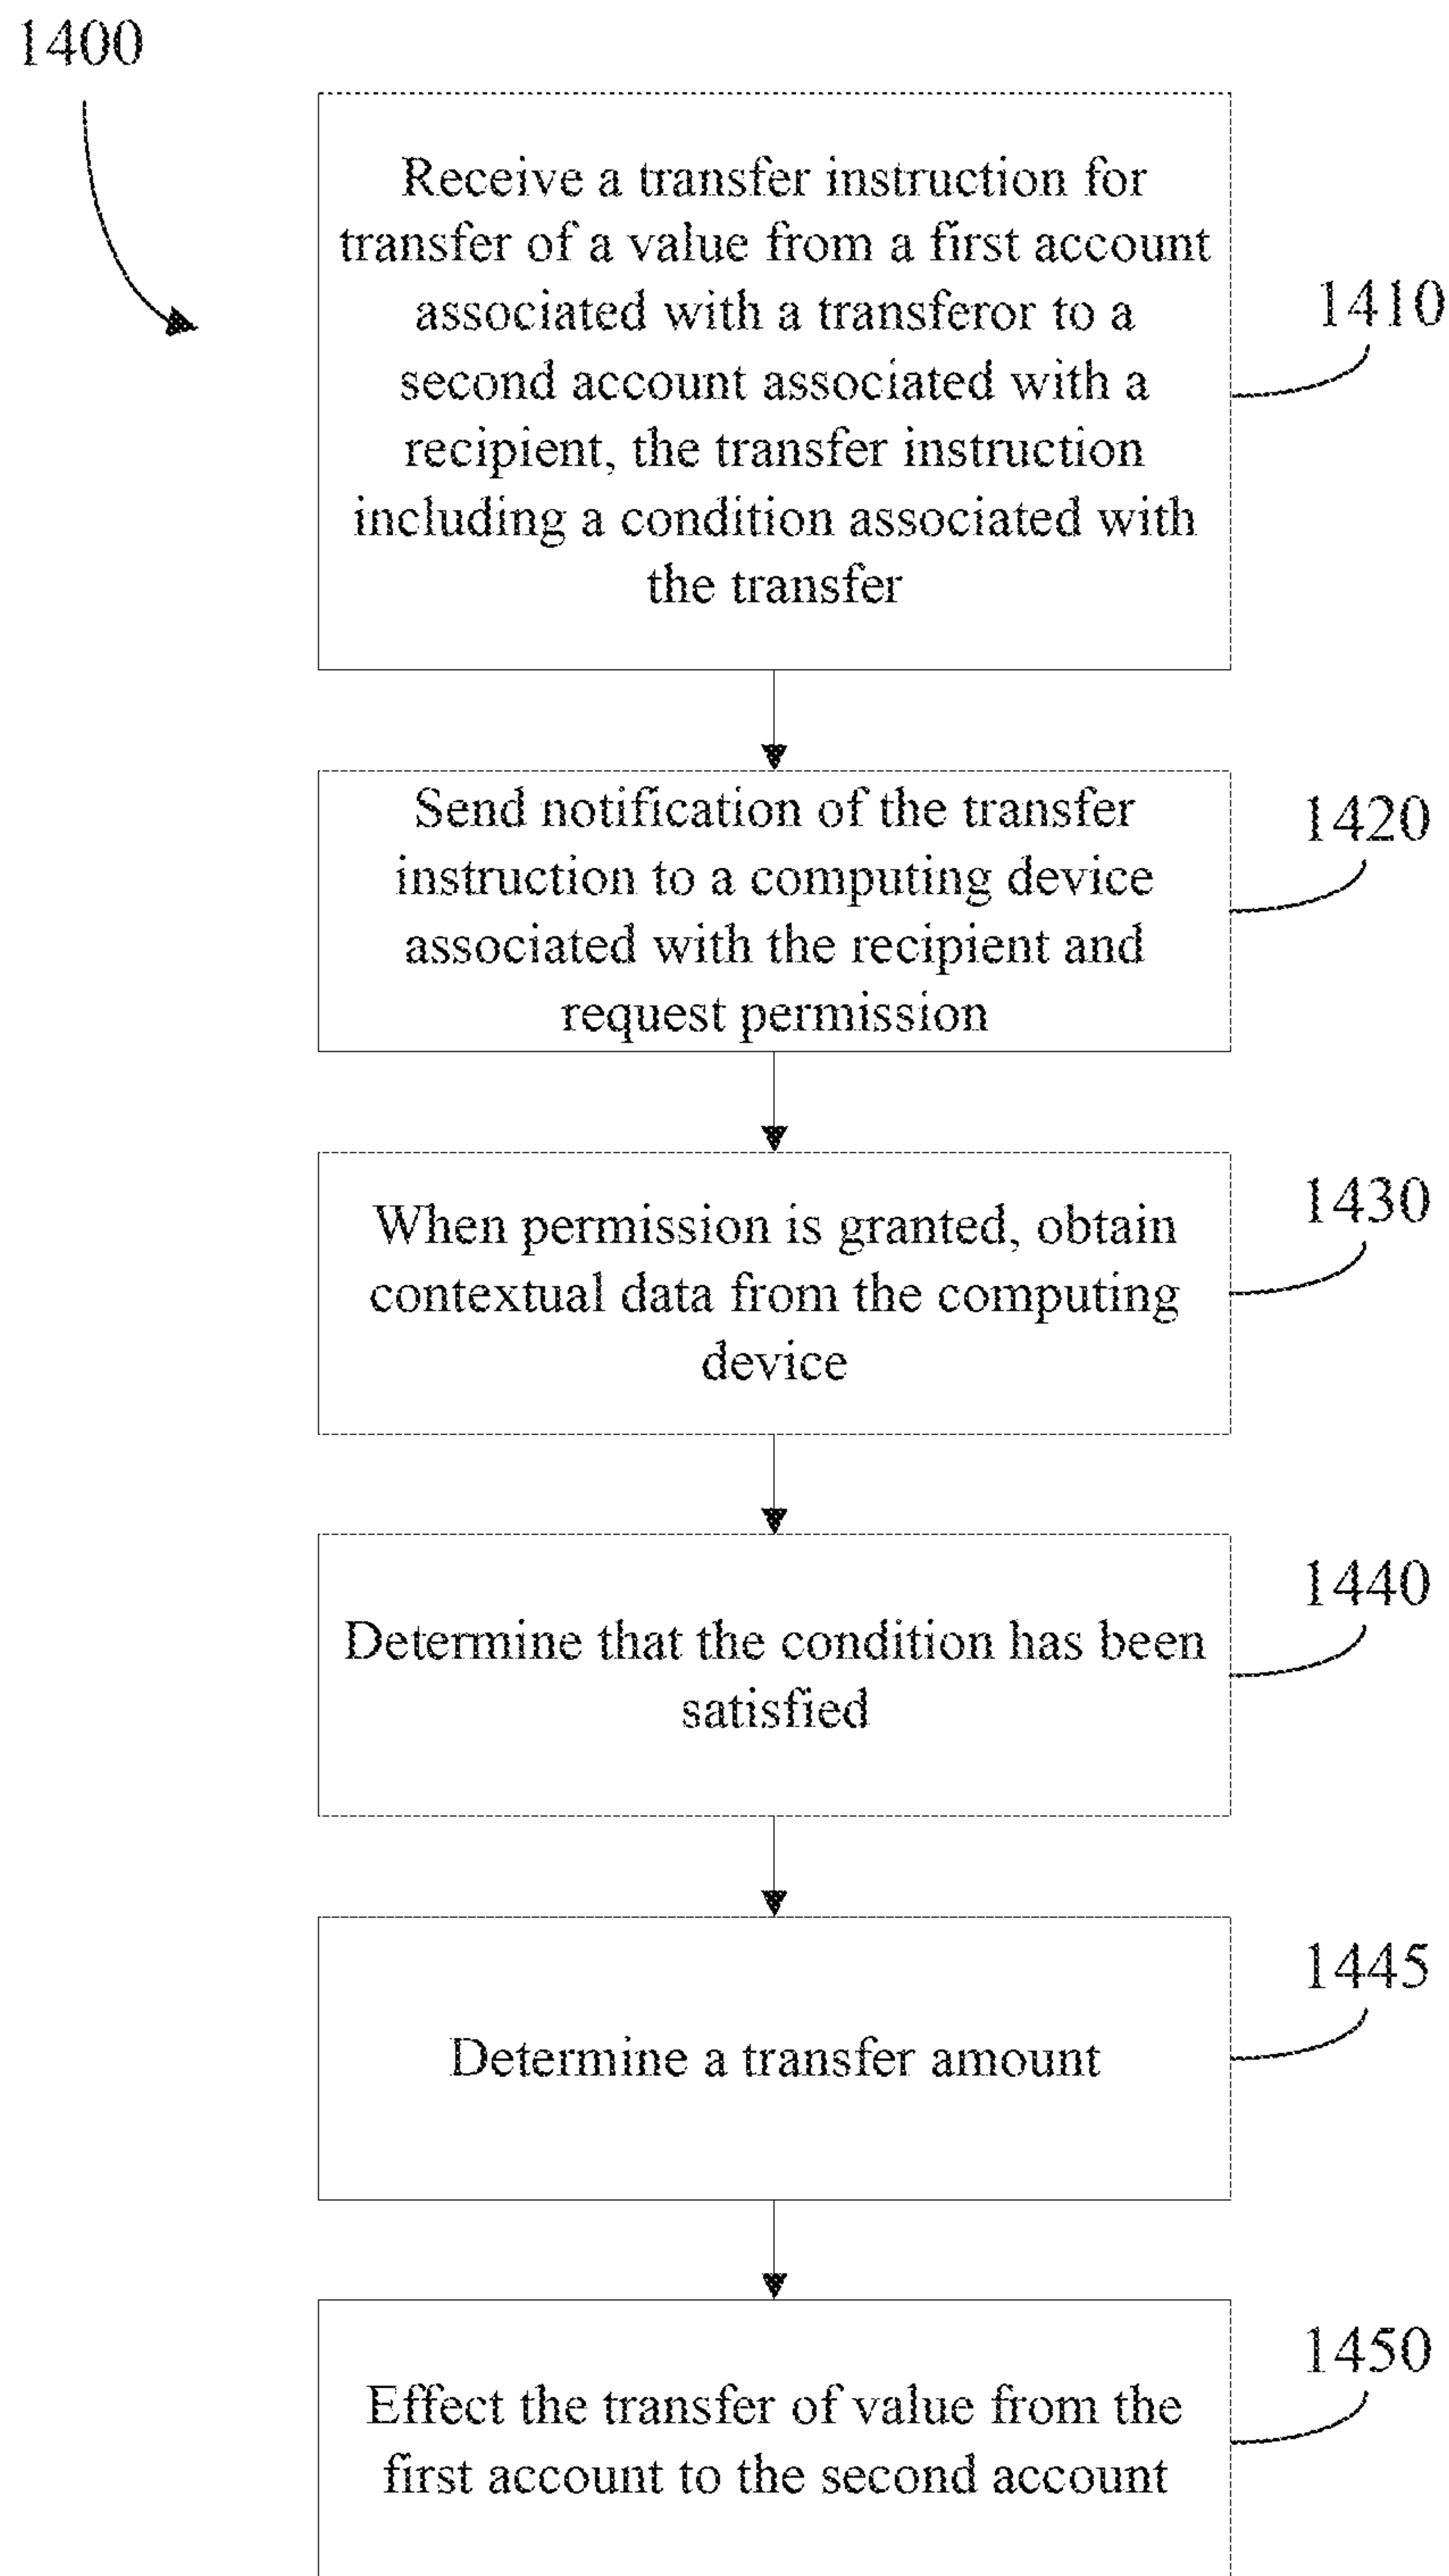 1400
Receive a transfer instruction for
transfer of a value from a first account
associated with a transferor to a
second account associated with a
recipient, the transfer instruction
including a condition associated with
the transfer
1410
Send notification of the transfer
instruction to a computing device
associated with the recipient and
request permission
1420
When permission is granted, obtain
contextual data from the computing
device
1430
Determine that the condition has been
satisfied
1440
Determine a transfer amount
1445
Effect the transfer of value from the
first account to the second account
1450